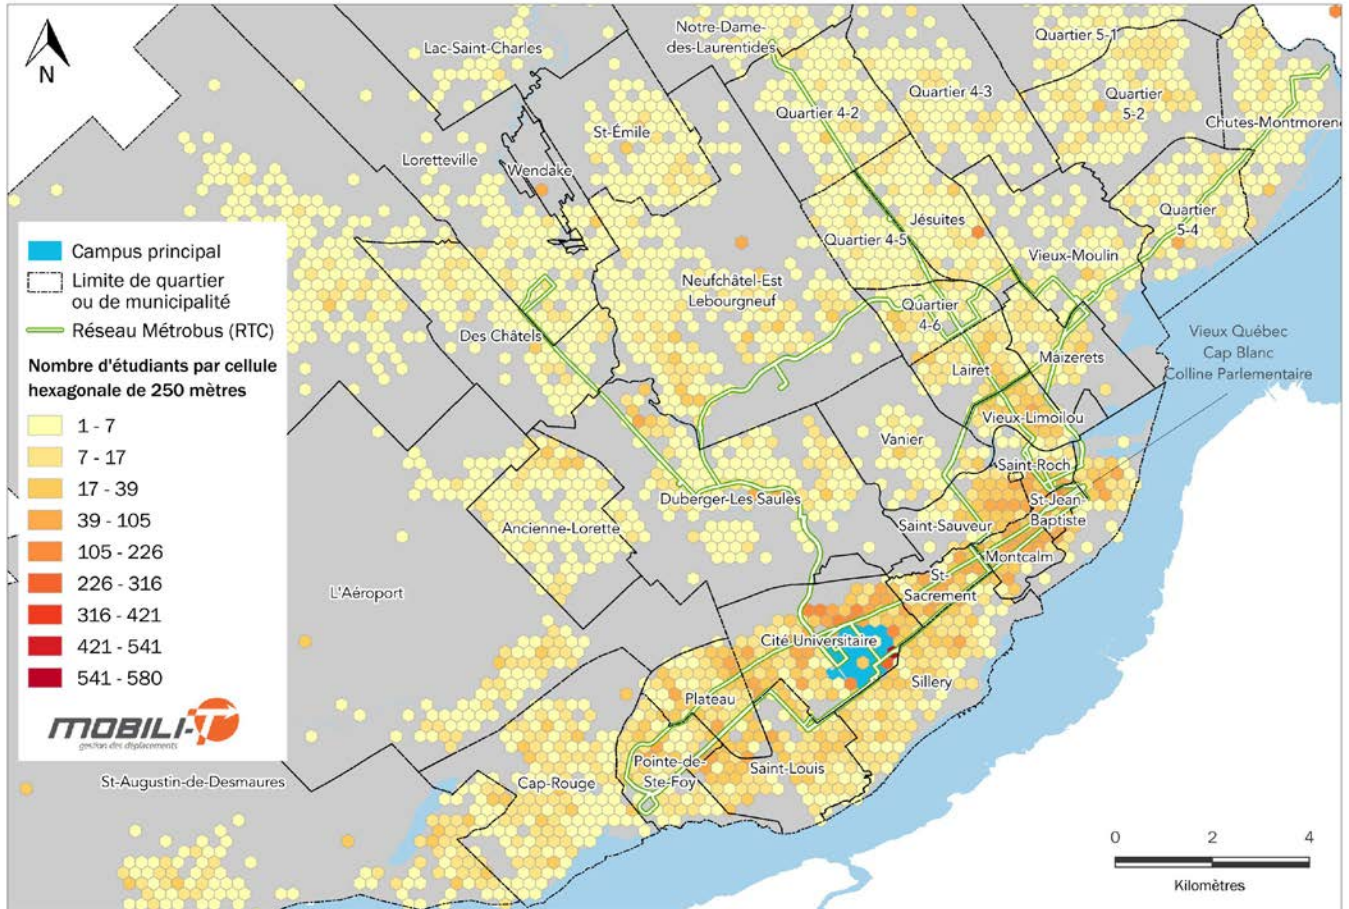 Notre-Dame-
des-Laurentides
Quartier 5-1
Lac-Saint-Charles
N
Quartier 4-3
Quartier
5-2
Quartier 4-2
Chutes-Montmoren
St-Émile
Loretteville
Wendake
Jésuites
Quartier
5-4
Quartier 4-5
Vieux-Moulin
Campus principal
Limite de quartier
ou de municipalité
Réseau Métrobus (RTC)
Neufchâtel-Est
Lebourgneuf
Quartier
4-6
Des Châtels
Maizerets
Lairet
Vieux Québec
Cap Blanc
Colline Parlementaire
Nombre d'étudiants par cellule
hexagonale de 250 mètres
1 - 7
7 - 17
17 - 39
39 - 105
105 - 226
226 - 316
316 - 421
421 - 541
541 - 580
MOBILI-T
gestion des déplacements
Vieux-Limoilou
Vanier
Saint-Roch
Duberger-Les Saules
St-Jean-
Baptiste
Ancienne-Lorette
Saint-Sauveur
Montcalm
L'Aéroport
St-
Sacrement
Cité Universitaire
Sillery
Plateau
Pointe-de-
Ste-Foy
Saint-Louis
St-Augustin-de-Desmaures
Cap-Rouge
0 2 4
Kilomètres